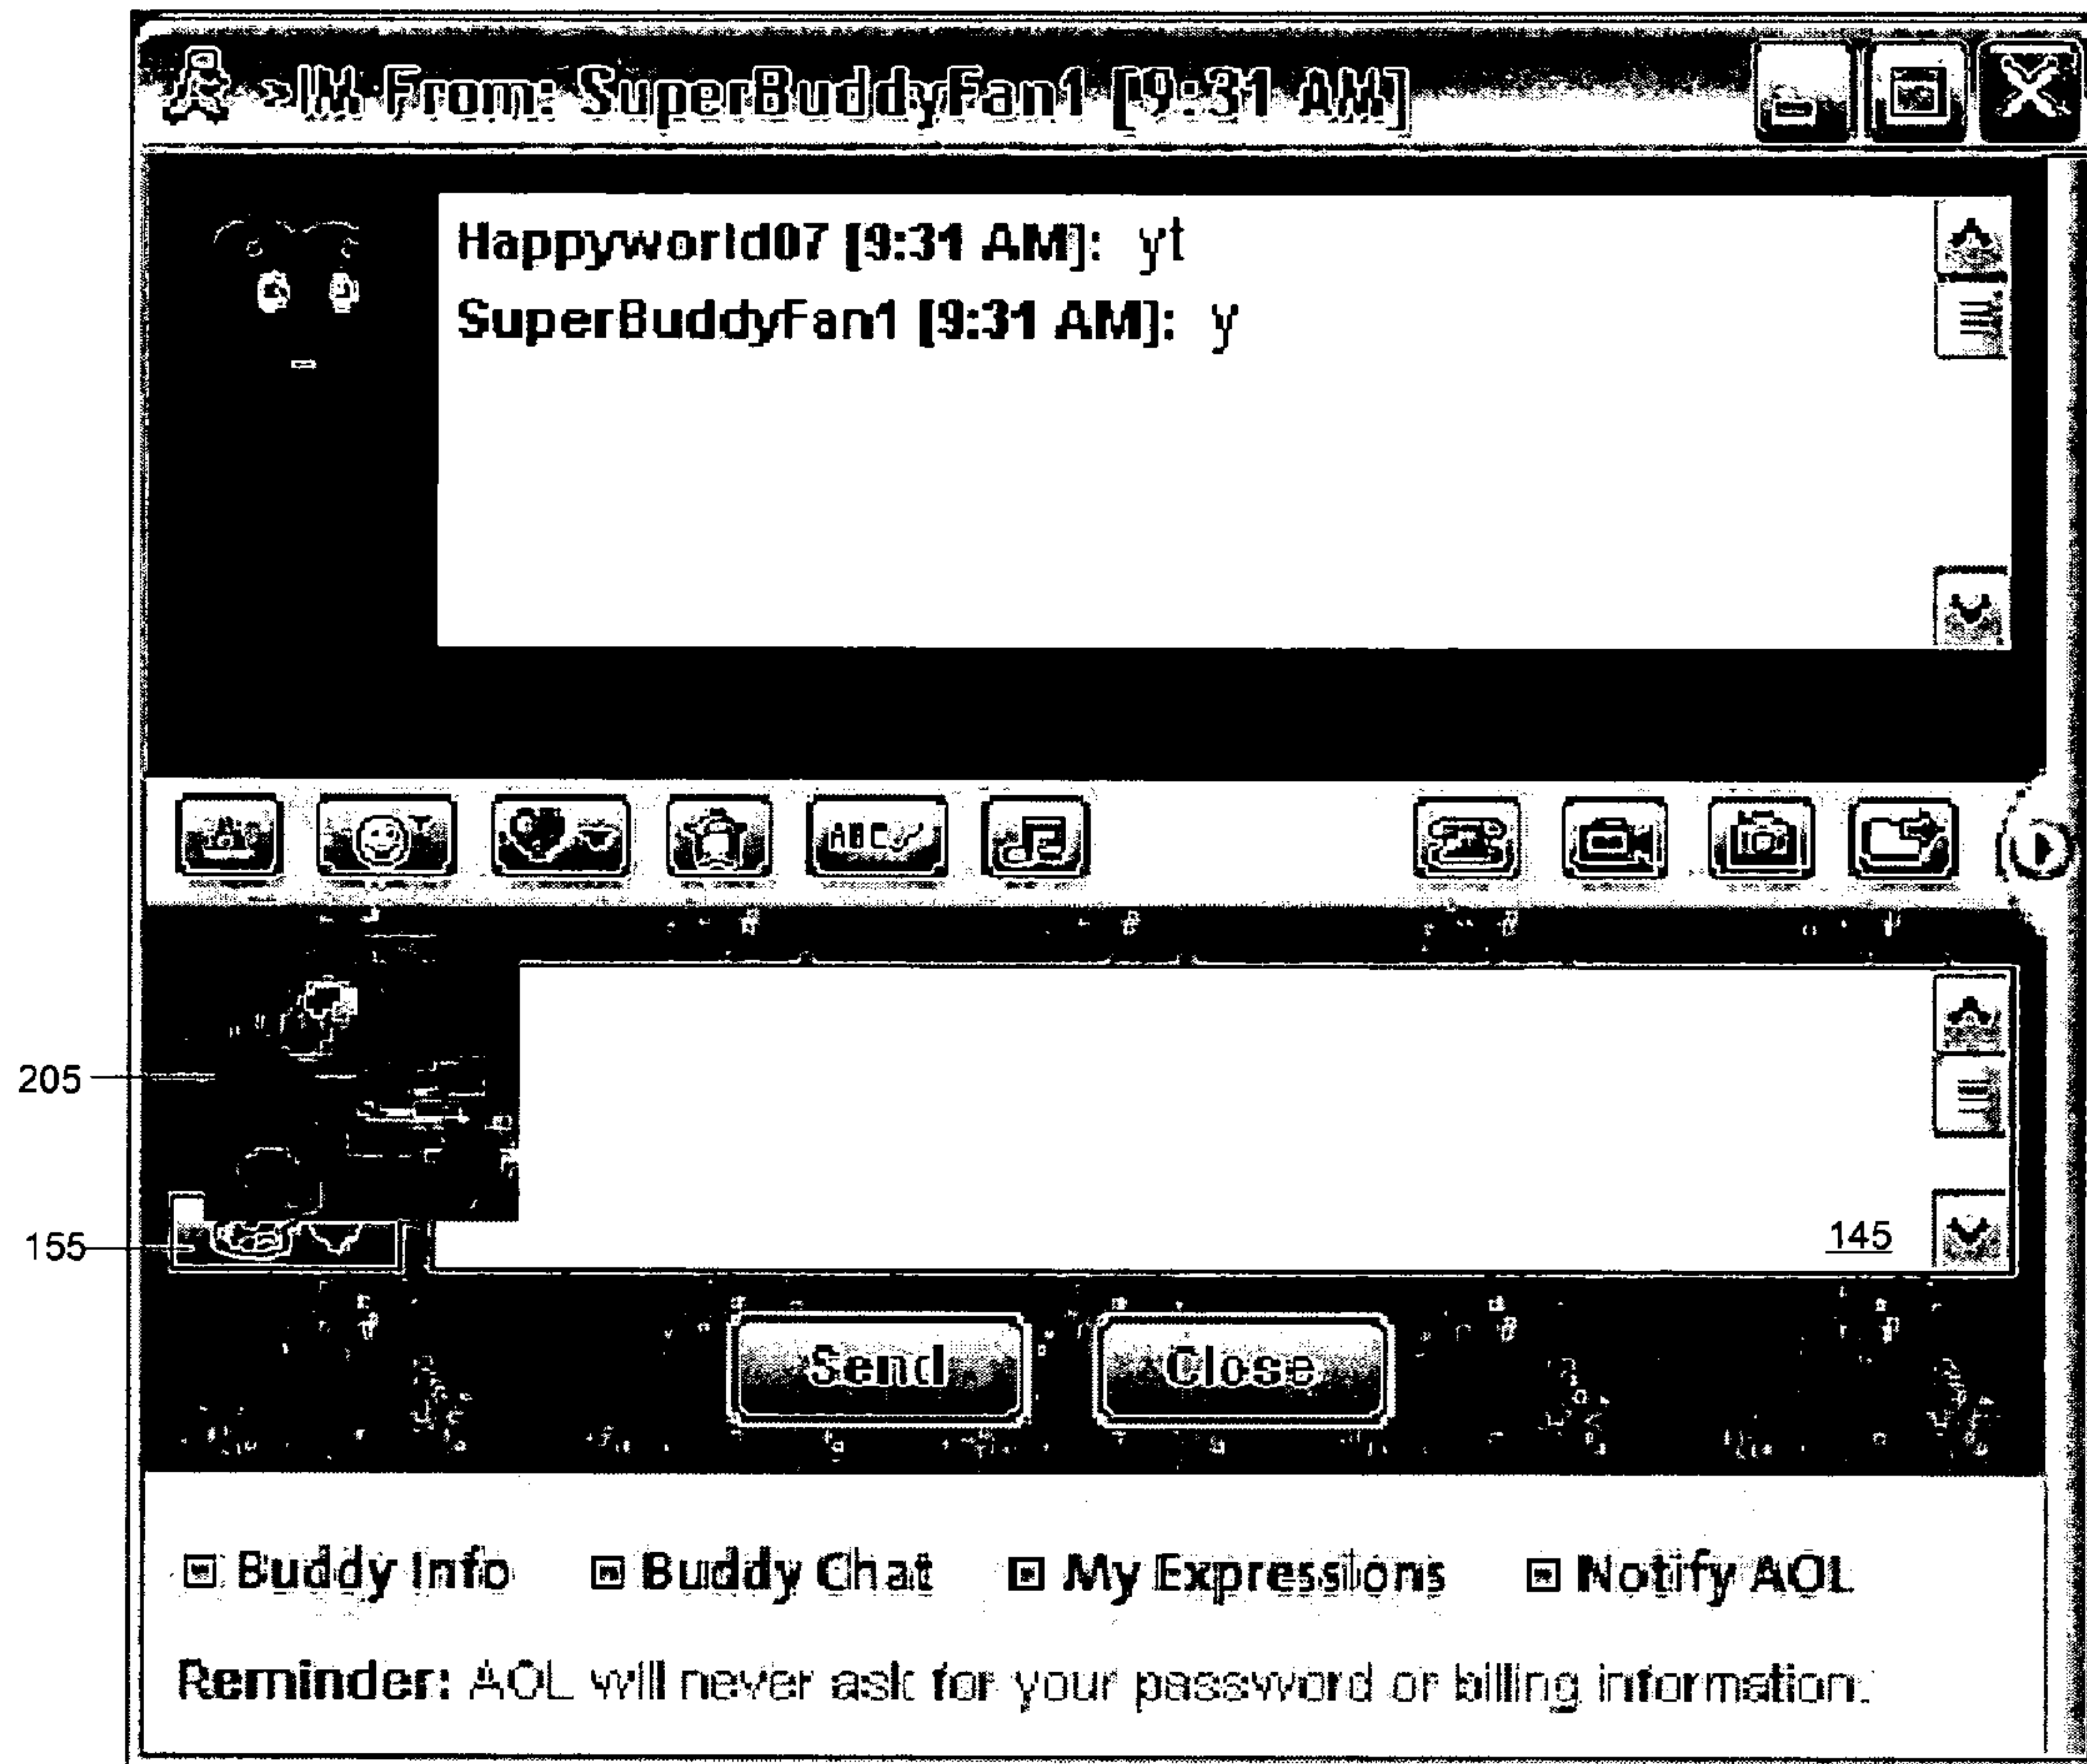 >IM From: SuperBuddyFan1 [9:31 AM]
Happyworld07 [9:31 AM]: yt
SuperBuddyFan1 [9:31 AM]: y
ABC
205
155
145
Send Close
Buddy Info Buddy Chat My Expressions Notify AOL
Reminder: AOL will never ask for your password or billing information.